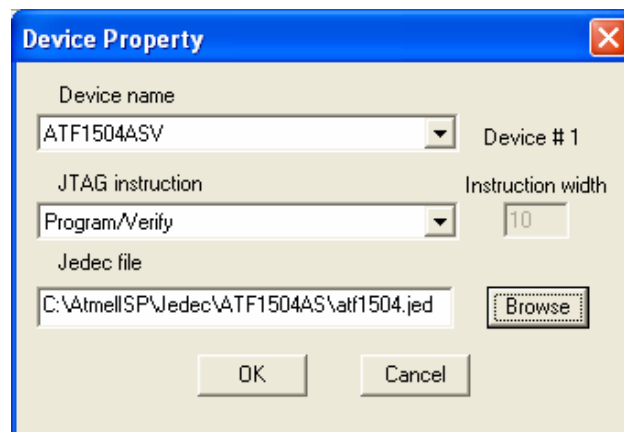 Device Property
Device name
ATF1504ASV
Device # 1
JTAG instruction
Instruction width
Program/Verify
10
Jedec file
C:\AtmelISP\Jedec\ATF1504AS\atf1504.jed
Browse
OK
Cancel